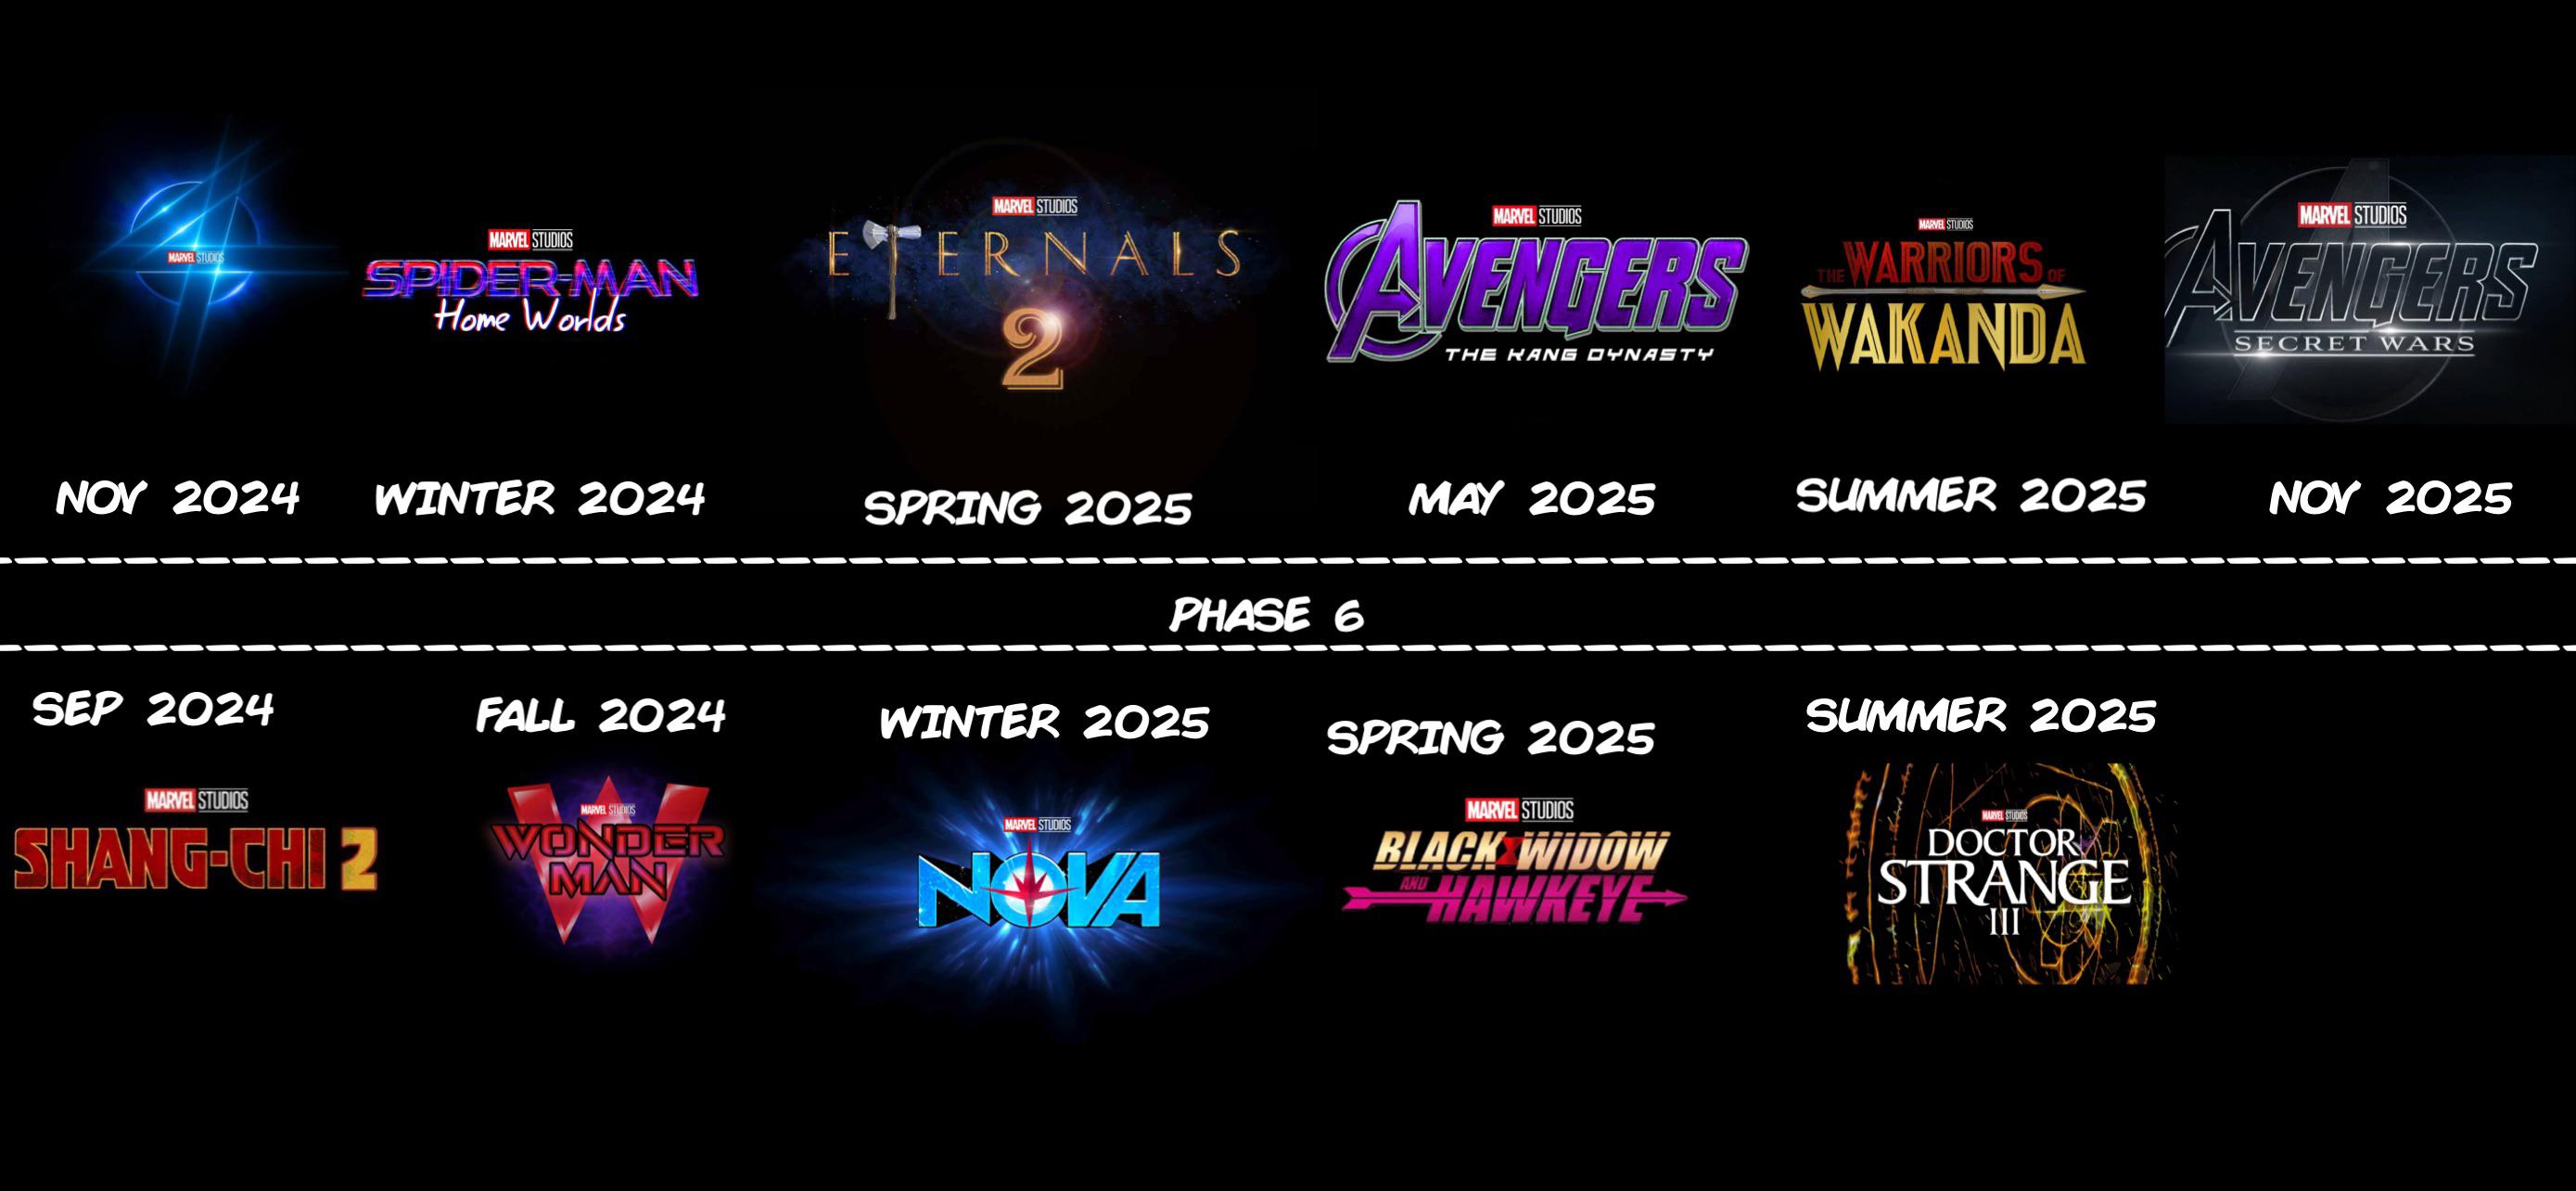 MARVEL STUDIOS
MARVEL STUDIOS
SPIDER-MAN
Home Worlds
MARVEL STUDIOS
ETERNALS
2
MARVEL STUDIOS
AVENGERS
THE KANG DYNASTY
MARVEL STUDIOS
THE WARRIORS OF
WAKANDA
MARVEL STUDIOS
AVENGERS
SECRET WARS
NOV 2024
WINTER 2024
SPRING 2025
MAY 2025
SUMMER 2025
NOV 2025
PHASE 6
SEP 2024
FALL 2024
WINTER 2025
SPRING 2025
SUMMER 2025
MARVEL STUDIOS
SHANG-CHI 2
MARVEL STUDIOS
WONDER
MAN
MARVEL STUDIOS
NOVA
MARVEL STUDIOS
BLACK WIDOW
AND HAWKEYE
MARVEL STUDIOS
DOCTOR
STRANGE
III